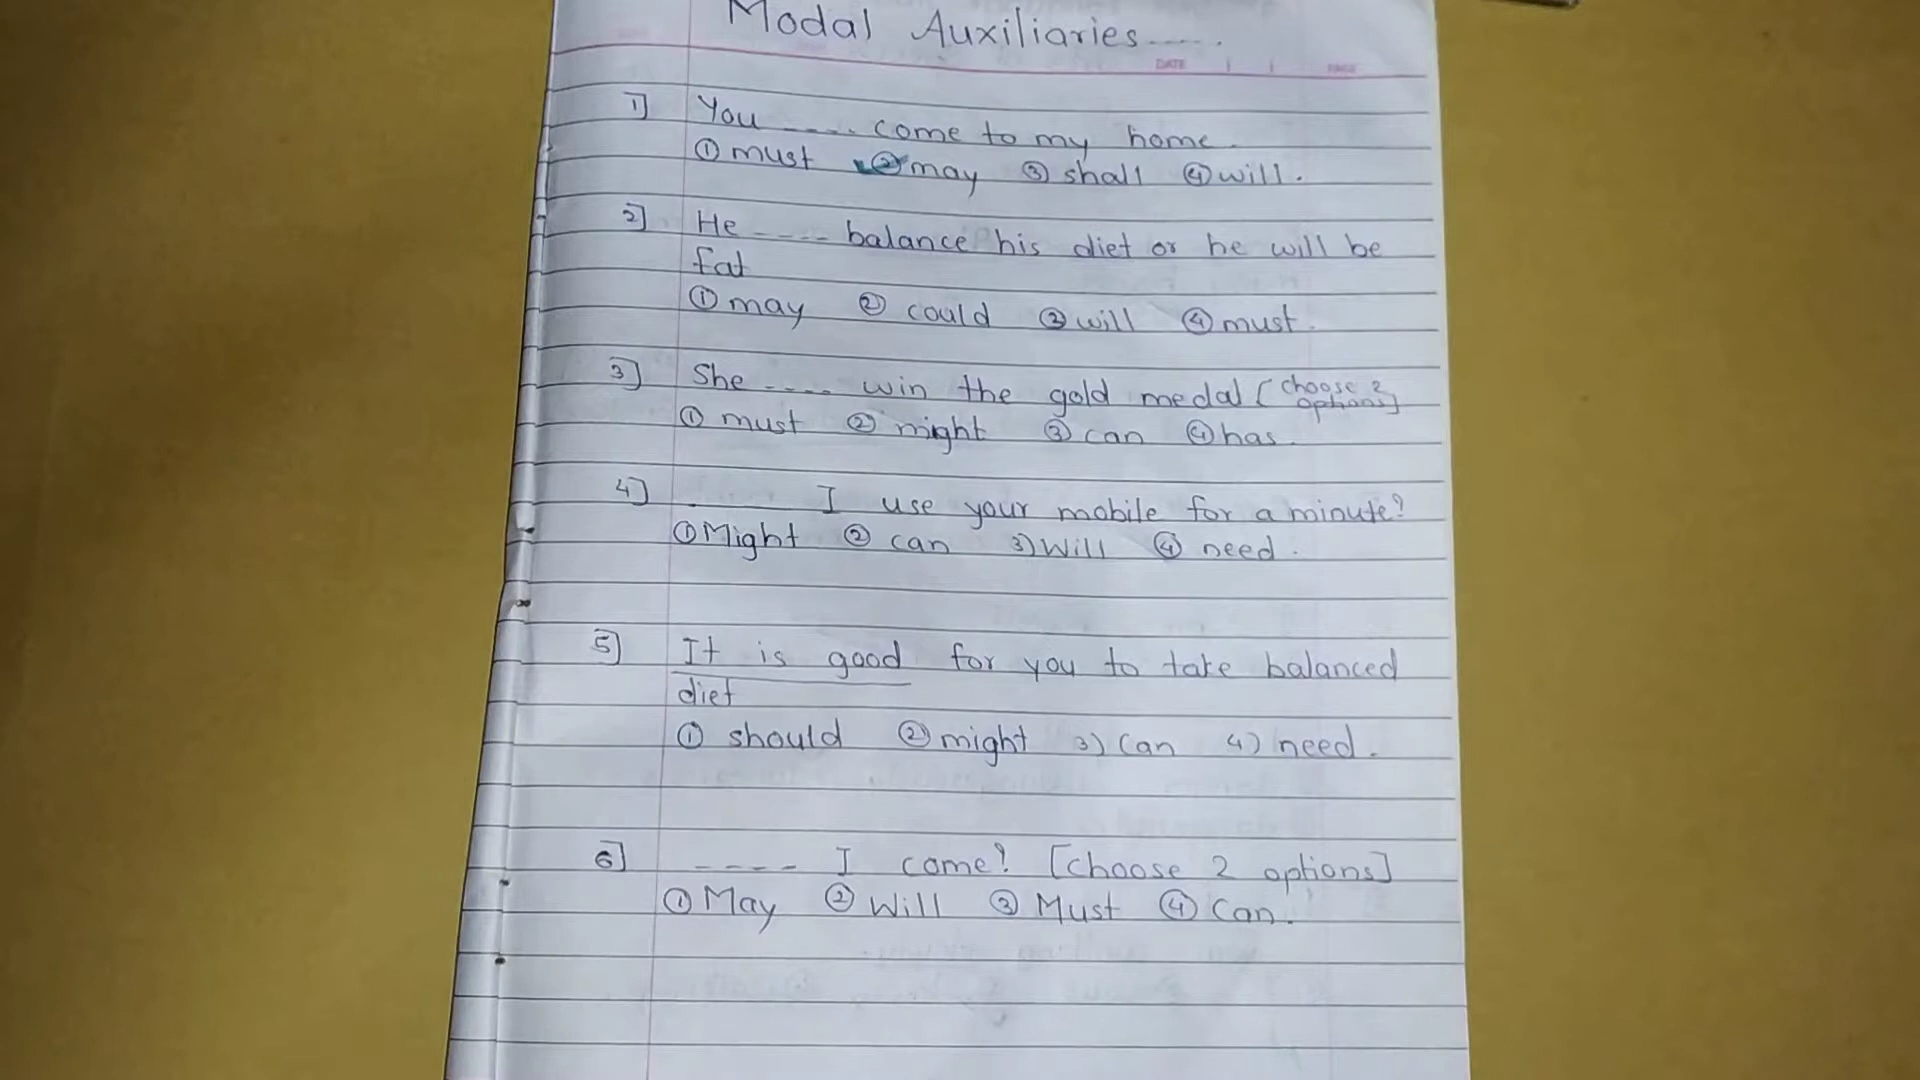 Modal Auxiliaries.....
DATE PAGE
1] You ---- come to my home.
① must ② may ③ shall ④ will.
2] He ---- balance his diet or he will be
fat
① may ② could ③ will ④ must.
3] She ---- win the gold medal [choose 2
options]
① must ② might ③ can ④ has.
4] ---- I use your mobile for a minute?
① Might ② can 3) Will ④ need.
5] It is good for you to take balanced
diet
① should ② might 3) Can 4) need.
6] ---- I come? [choose 2 options]
① May ② Will ③ Must ④ Can.